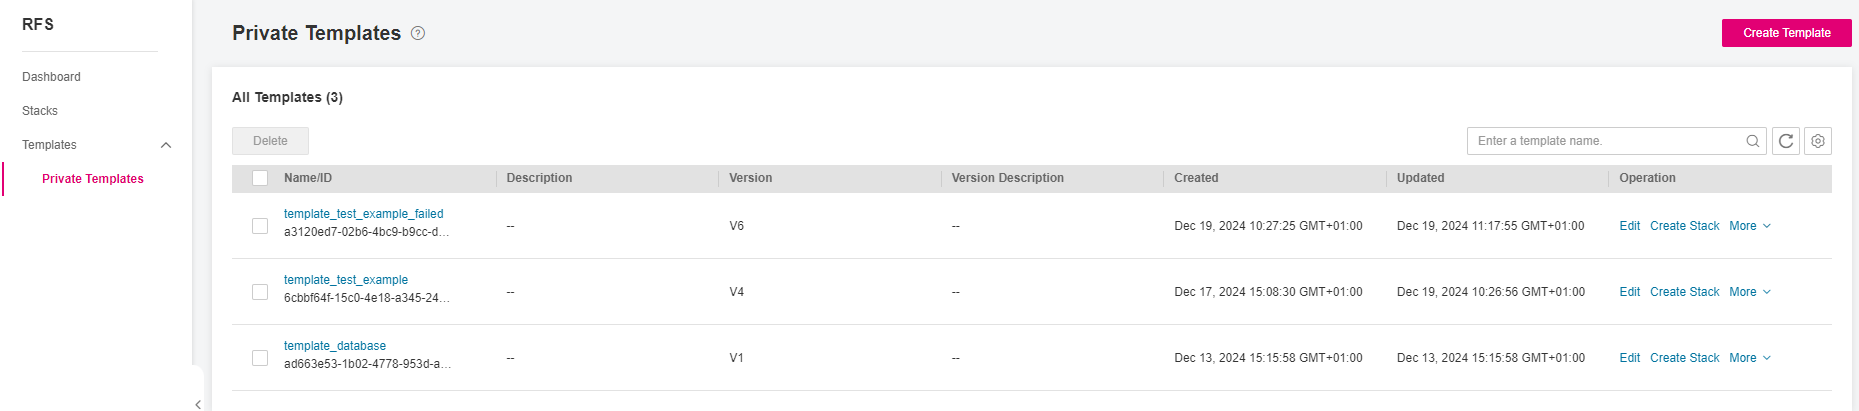 RFS
Dashboard
Stacks
Templates
Private Templates
Private Templates ?
Create Template
All Templates (3)
Delete
Enter a template name.
Name/ID Description Version Version Description Created Updated Operation
template_test_example_failed
a3120ed7-02b6-4bc9-b9cc-d...
-- V6 -- Dec 19, 2024 10:27:25 GMT+01:00 Dec 19, 2024 11:17:55 GMT+01:00 Edit Create Stack More
template_test_example
6cbbf64f-15c0-4e18-a345-24...
-- V4 -- Dec 17, 2024 15:08:30 GMT+01:00 Dec 19, 2024 10:26:56 GMT+01:00 Edit Create Stack More
template_database
ad663e53-1b02-4778-953d-a...
-- V1 -- Dec 13, 2024 15:15:58 GMT+01:00 Dec 13, 2024 15:15:58 GMT+01:00 Edit Create Stack More